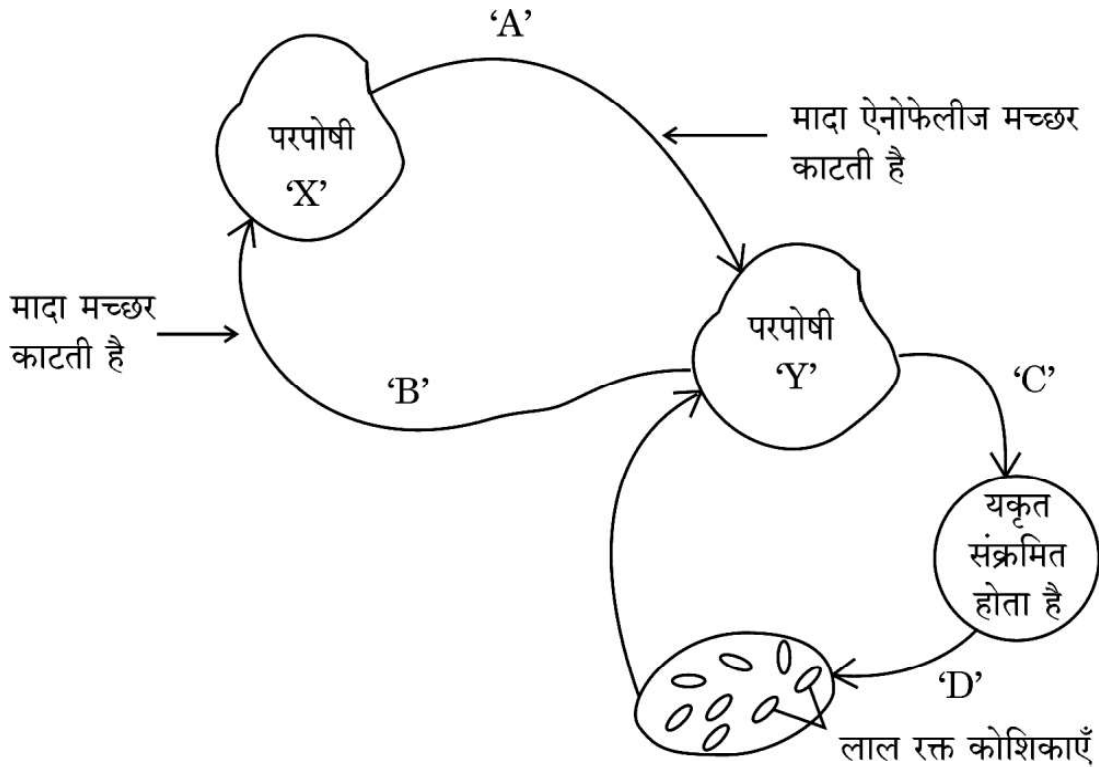 ‘A’
परपोषी
‘X’
मादा ऐनोफेलीज मच्छर
काटती है
मादा मच्छर
काटती है
परपोषी
‘Y’
‘B’
‘C’
यकृत
संक्रमित
होता है
‘D’
लाल रक्त कोशिकाएँ